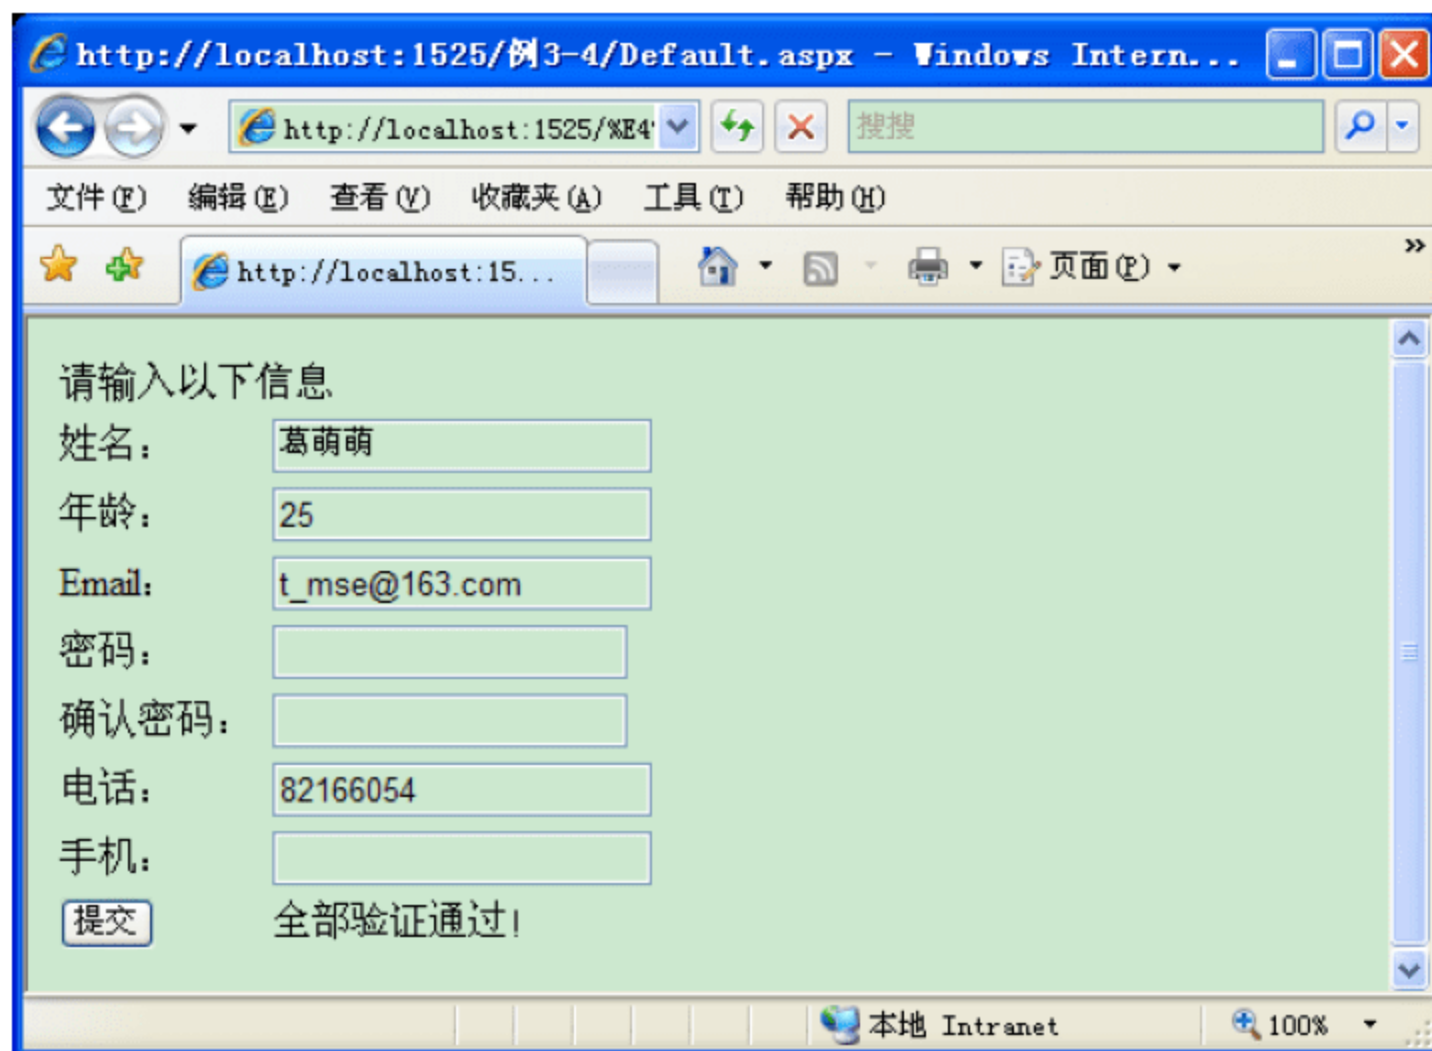 http://localhost:1525/例3-4/Default.aspx - Windows Intern...
http://localhost:1525/%E4 搜搜
文件(F) 编辑(E) 查看(V) 收藏夹(A) 工具(T) 帮助(H)
http://localhost:15... 页面(P) »
请输入以下信息
姓名: 葛萌萌
年龄: 25
Email: t_mse@163.com
密码:
确认密码:
电话: 82166054
手机:
提交 全部验证通过!
本地 Intranet 100%